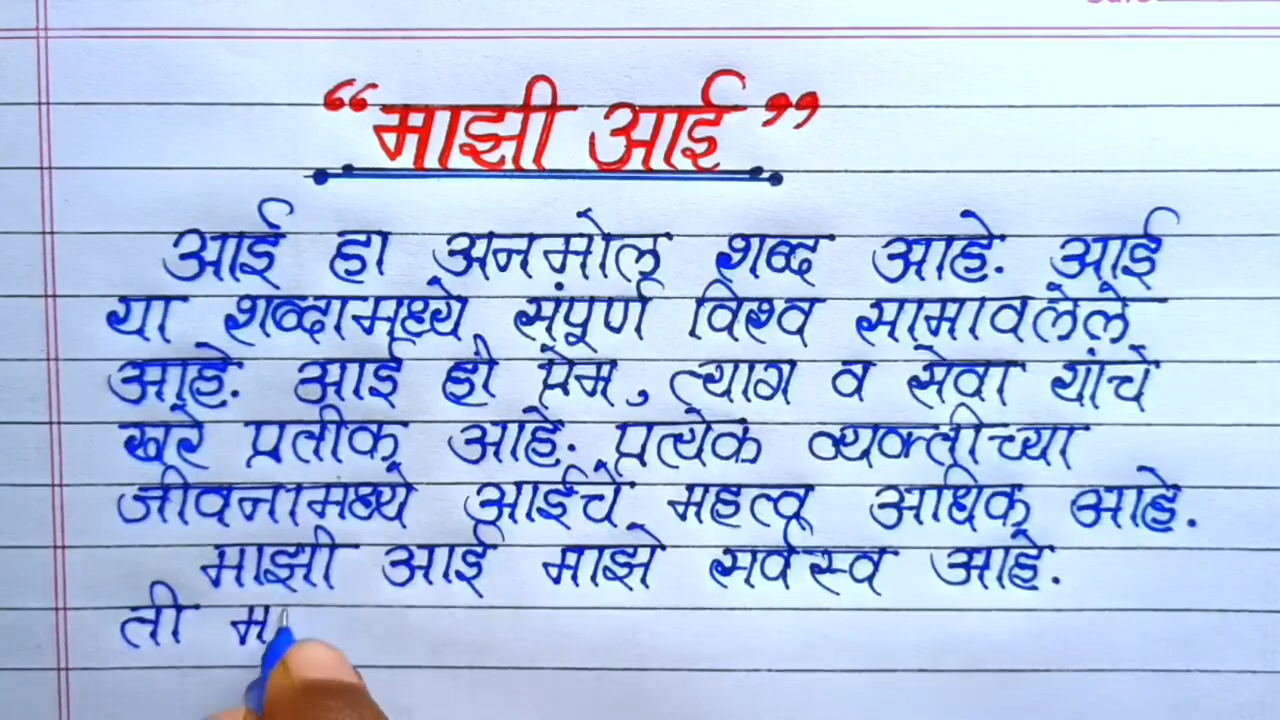 “माझी आई”
आई हा अनमोल शब्द आहे. आई
या शब्दामध्ये संपूर्ण विश्व सामावलेले
आहे. आई ही प्रेम, त्याग व सेवा यांचे
खरे प्रतीक आहे. प्रत्येक व्यक्तीच्या
जीवनामध्ये आईचे महत्व अधिक आहे.
माझी आई माझे सर्वस्व आहे.
ती म